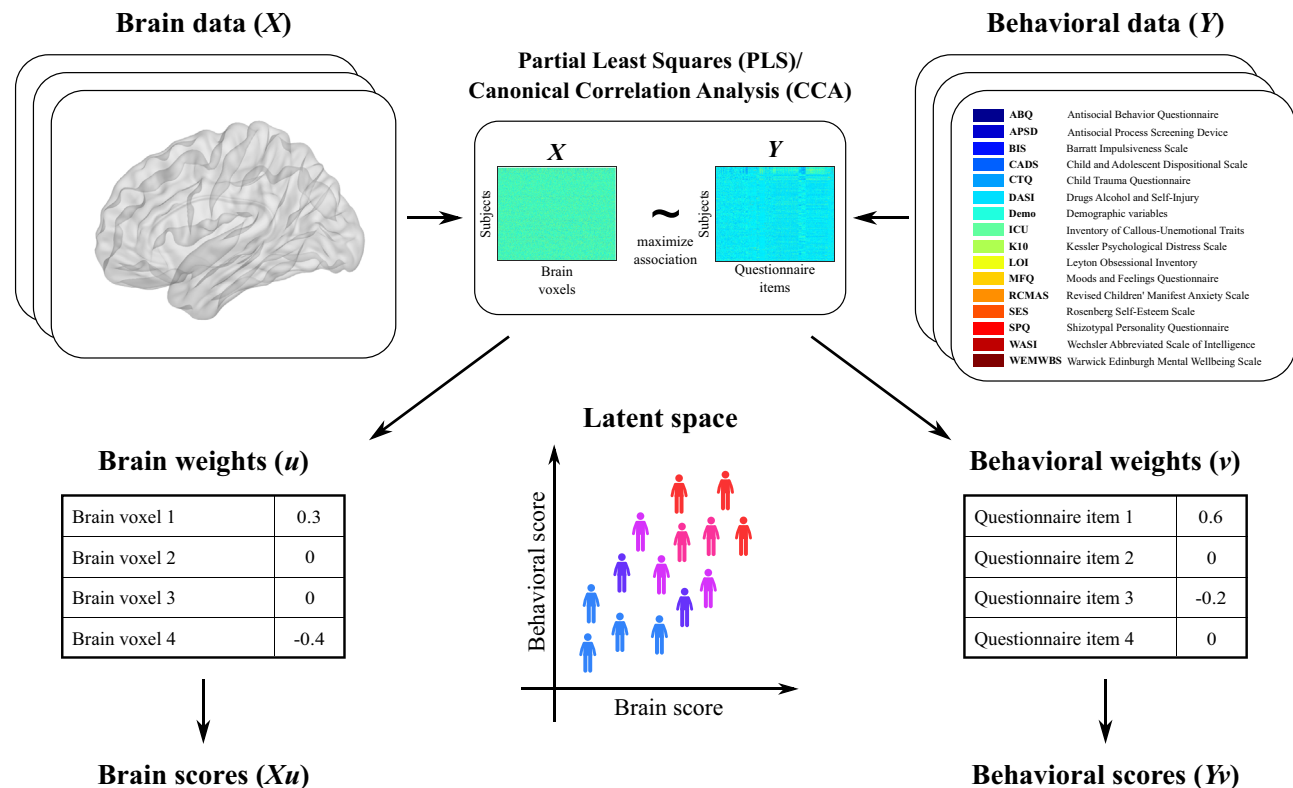 Brain data (X)
Behavioral data (Y)
Partial Least Squares (PLS)/
Canonical Correlation Analysis (CCA)
X
Y
Subjects
~
Subjects
maximize
association
Brain
voxels
Questionnaire
items
ABQ Antisocial Behavior Questionnaire
APSD Antisocial Process Screening Device
BIS Barratt Impulsiveness Scale
CADS Child and Adolescent Dispositional Scale
CTQ Child Trauma Questionnaire
DASI Drugs Alcohol and Self-Injury
Demo Demographic variables
ICU Inventory of Callous-Unemotional Traits
K10 Kessler Psychological Distress Scale
LOI Leyton Obsessional Inventory
MFQ Moods and Feelings Questionnaire
RCMAS Revised Children' Manifest Anxiety Scale
SES Rosenberg Self-Esteem Scale
SPQ Shizotypal Personality Questionnaire
WASI Wechsler Abbreviated Scale of Intelligence
WEMWBS Warwick Edinburgh Mental Wellbeing Scale
Brain weights (u)
Brain voxel 1 0.3
Brain voxel 2 0
Brain voxel 3 0
Brain voxel 4 -0.4
Brain scores (Xu)
Latent space
Behavioral score
Brain score
Behavioral weights (v)
Questionnaire item 1 0.6
Questionnaire item 2 0
Questionnaire item 3 -0.2
Questionnaire item 4 0
Behavioral scores (Yv)